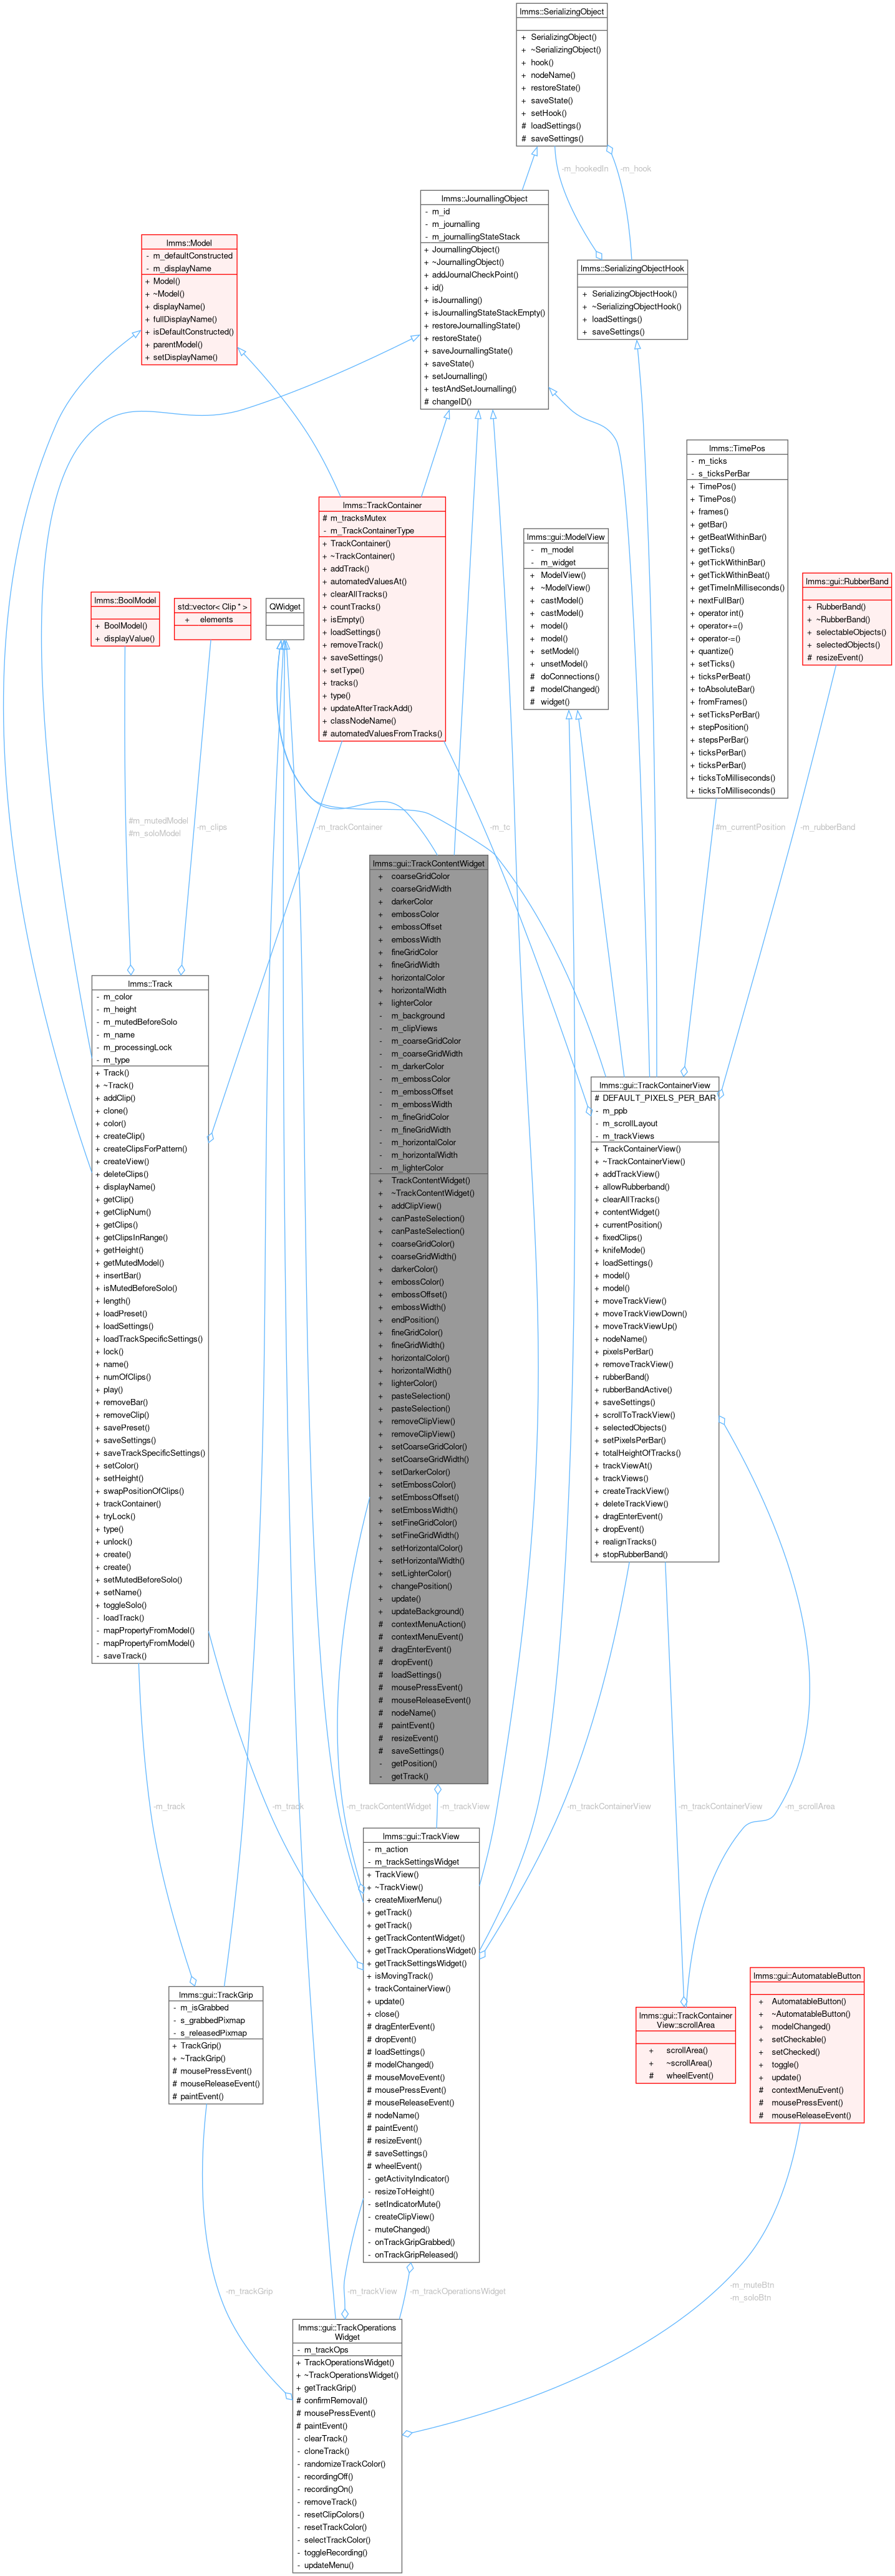 lmms::SerializingObject
+ SerializingObject()
+ ~SerializingObject()
+ hook()
+ nodeName()
+ restoreState()
+ saveState()
+ setHook()
# loadSettings()
# saveSettings()
-m_hookedIn
-m_hook
lmms::JournallingObject
- m_id
- m_journalling
- m_journallingStateStack
+ JournallingObject()
+ ~JournallingObject()
+ addJournalCheckPoint()
+ id()
+ isJournalling()
+ isJournallingStateStackEmpty()
+ restoreJournallingState()
+ restoreState()
+ saveJournallingState()
+ saveState()
+ setJournalling()
+ testAndSetJournalling()
# changeID()
lmms::Model
- m_defaultConstructed
- m_displayName
+ Model()
+ ~Model()
+ displayName()
+ fullDisplayName()
+ isDefaultConstructed()
+ parentModel()
+ setDisplayName()
lmms::SerializingObjectHook
+ SerializingObjectHook()
+ ~SerializingObjectHook()
+ loadSettings()
+ saveSettings()
lmms::TimePos
- m_ticks
- s_ticksPerBar
+ TimePos()
+ TimePos()
+ frames()
+ getBar()
+ getBeatWithinBar()
+ getTicks()
+ getTickWithinBar()
+ getTickWithinBeat()
+ getTimeInMilliseconds()
+ nextFullBar()
+ operator int()
+ operator+=()
+ operator-=()
+ quantize()
+ setTicks()
+ ticksPerBeat()
+ toAbsoluteBar()
+ fromFrames()
+ setTicksPerBar()
+ stepPosition()
+ stepsPerBar()
+ ticksPerBar()
+ ticksPerBar()
+ ticksToMilliseconds()
+ ticksToMilliseconds()
lmms::TrackContainer
# m_tracksMutex
- m_TrackContainerType
+ TrackContainer()
+ ~TrackContainer()
+ addTrack()
+ automatedValuesAt()
+ clearAllTracks()
+ countTracks()
+ isEmpty()
+ loadSettings()
+ removeTrack()
+ saveSettings()
+ setType()
+ tracks()
+ type()
+ updateAfterTrackAdd()
+ classNodeName()
# automatedValuesFromTracks()
lmms::gui::ModelView
- m_model
- m_widget
+ ModelView()
+ ~ModelView()
+ castModel()
+ castModel()
+ model()
+ model()
+ setModel()
+ unsetModel()
# doConnections()
# modelChanged()
# widget()
lmms::gui::RubberBand
+ RubberBand()
+ ~RubberBand()
+ selectableObjects()
+ selectedObjects()
# resizeEvent()
lmms::BoolModel
+ BoolModel()
+ displayValue()
std::vector< Clip * >
+ elements
QWidget
#m_mutedModel
#m_soloModel
-m_clips
-m_trackContainer
-m_tc
#m_currentPosition
-m_rubberBand
lmms::gui::TrackContentWidget
+ coarseGridColor
+ coarseGridWidth
+ darkerColor
+ embossColor
+ embossOffset
+ embossWidth
+ fineGridColor
+ fineGridWidth
+ horizontalColor
+ horizontalWidth
+ lighterColor
- m_background
- m_clipViews
- m_coarseGridColor
- m_coarseGridWidth
- m_darkerColor
- m_embossColor
- m_embossOffset
- m_embossWidth
- m_fineGridColor
- m_fineGridWidth
- m_horizontalColor
- m_horizontalWidth
- m_lighterColor
+ TrackContentWidget()
+ ~TrackContentWidget()
+ addClipView()
+ canPasteSelection()
+ canPasteSelection()
+ coarseGridColor()
+ coarseGridWidth()
+ darkerColor()
+ embossColor()
+ embossOffset()
+ embossWidth()
+ endPosition()
+ fineGridColor()
+ fineGridWidth()
+ horizontalColor()
+ horizontalWidth()
+ lighterColor()
+ pasteSelection()
+ pasteSelection()
+ removeClipView()
+ removeClipView()
+ setCoarseGridColor()
+ setCoarseGridWidth()
+ setDarkerColor()
+ setEmbossColor()
+ setEmbossOffset()
+ setEmbossWidth()
+ setFineGridColor()
+ setFineGridWidth()
+ setHorizontalColor()
+ setHorizontalWidth()
+ setLighterColor()
+ changePosition()
+ update()
+ updateBackground()
# contextMenuAction()
# contextMenuEvent()
# dragEnterEvent()
# dropEvent()
# loadSettings()
# mousePressEvent()
# mouseReleaseEvent()
# nodeName()
# paintEvent()
# resizeEvent()
# saveSettings()
- getPosition()
- getTrack()
lmms::Track
- m_color
- m_height
- m_mutedBeforeSolo
- m_name
- m_processingLock
- m_type
+ Track()
+ ~Track()
+ addClip()
+ clone()
+ color()
+ createClip()
+ createClipsForPattern()
+ createView()
+ deleteClips()
+ displayName()
+ getClip()
+ getClipNum()
+ getClips()
+ getClipsInRange()
+ getHeight()
+ getMutedModel()
+ insertBar()
+ isMutedBeforeSolo()
+ length()
+ loadPreset()
+ loadSettings()
+ loadTrackSpecificSettings()
+ lock()
+ name()
+ numOfClips()
+ play()
+ removeBar()
+ removeClip()
+ savePreset()
+ saveSettings()
+ saveTrackSpecificSettings()
+ setColor()
+ setHeight()
+ swapPositionOfClips()
+ trackContainer()
+ tryLock()
+ type()
+ unlock()
+ create()
+ create()
+ setMutedBeforeSolo()
+ setName()
+ toggleSolo()
- loadTrack()
- mapPropertyFromModel()
- mapPropertyFromModel()
- saveTrack()
lmms::gui::TrackContainerView
# DEFAULT_PIXELS_PER_BAR
- m_ppb
- m_scrollLayout
- m_trackViews
+ TrackContainerView()
+ ~TrackContainerView()
+ addTrackView()
+ allowRubberband()
+ clearAllTracks()
+ contentWidget()
+ currentPosition()
+ fixedClips()
+ knifeMode()
+ loadSettings()
+ model()
+ model()
+ moveTrackView()
+ moveTrackViewDown()
+ moveTrackViewUp()
+ nodeName()
+ pixelsPerBar()
+ removeTrackView()
+ rubberBand()
+ rubberBandActive()
+ saveSettings()
+ scrollToTrackView()
+ selectedObjects()
+ setPixelsPerBar()
+ totalHeightOfTracks()
+ trackViewAt()
+ trackViews()
+ createTrackView()
+ deleteTrackView()
+ dragEnterEvent()
+ dropEvent()
+ realignTracks()
+ stopRubberBand()
-m_track
-m_track
-m_trackContentWidget
-m_trackView
-m_trackContainerView
-m_trackContainerView
-m_scrollArea
lmms::gui::TrackView
- m_action
- m_trackSettingsWidget
+ TrackView()
+ ~TrackView()
+ createMixerMenu()
+ getTrack()
+ getTrack()
+ getTrackContentWidget()
+ getTrackOperationsWidget()
+ getTrackSettingsWidget()
+ isMovingTrack()
+ trackContainerView()
+ update()
+ close()
# dragEnterEvent()
# dropEvent()
# loadSettings()
# modelChanged()
# mouseMoveEvent()
# mousePressEvent()
# mouseReleaseEvent()
# nodeName()
# paintEvent()
# resizeEvent()
# saveSettings()
# wheelEvent()
- getActivityIndicator()
- resizeToHeight()
- setIndicatorMute()
- createClipView()
- muteChanged()
- onTrackGripGrabbed()
- onTrackGripReleased()
lmms::gui::TrackGrip
- m_isGrabbed
- s_grabbedPixmap
- s_releasedPixmap
+ TrackGrip()
+ ~TrackGrip()
# mousePressEvent()
# mouseReleaseEvent()
# paintEvent()
lmms::gui::TrackContainer
View::scrollArea
+ scrollArea()
+ ~scrollArea()
# wheelEvent()
lmms::gui::AutomatableButton
+ AutomatableButton()
+ ~AutomatableButton()
+ modelChanged()
+ setCheckable()
+ setChecked()
+ toggle()
+ update()
# contextMenuEvent()
# mousePressEvent()
# mouseReleaseEvent()
-m_trackGrip
-m_trackView
-m_trackOperationsWidget
-m_muteBtn
-m_soloBtn
lmms::gui::TrackOperations
Widget
- m_trackOps
+ TrackOperationsWidget()
+ ~TrackOperationsWidget()
+ getTrackGrip()
# confirmRemoval()
# mousePressEvent()
# paintEvent()
- clearTrack()
- cloneTrack()
- randomizeTrackColor()
- recordingOff()
- recordingOn()
- removeTrack()
- resetClipColors()
- resetTrackColor()
- selectTrackColor()
- toggleRecording()
- updateMenu()